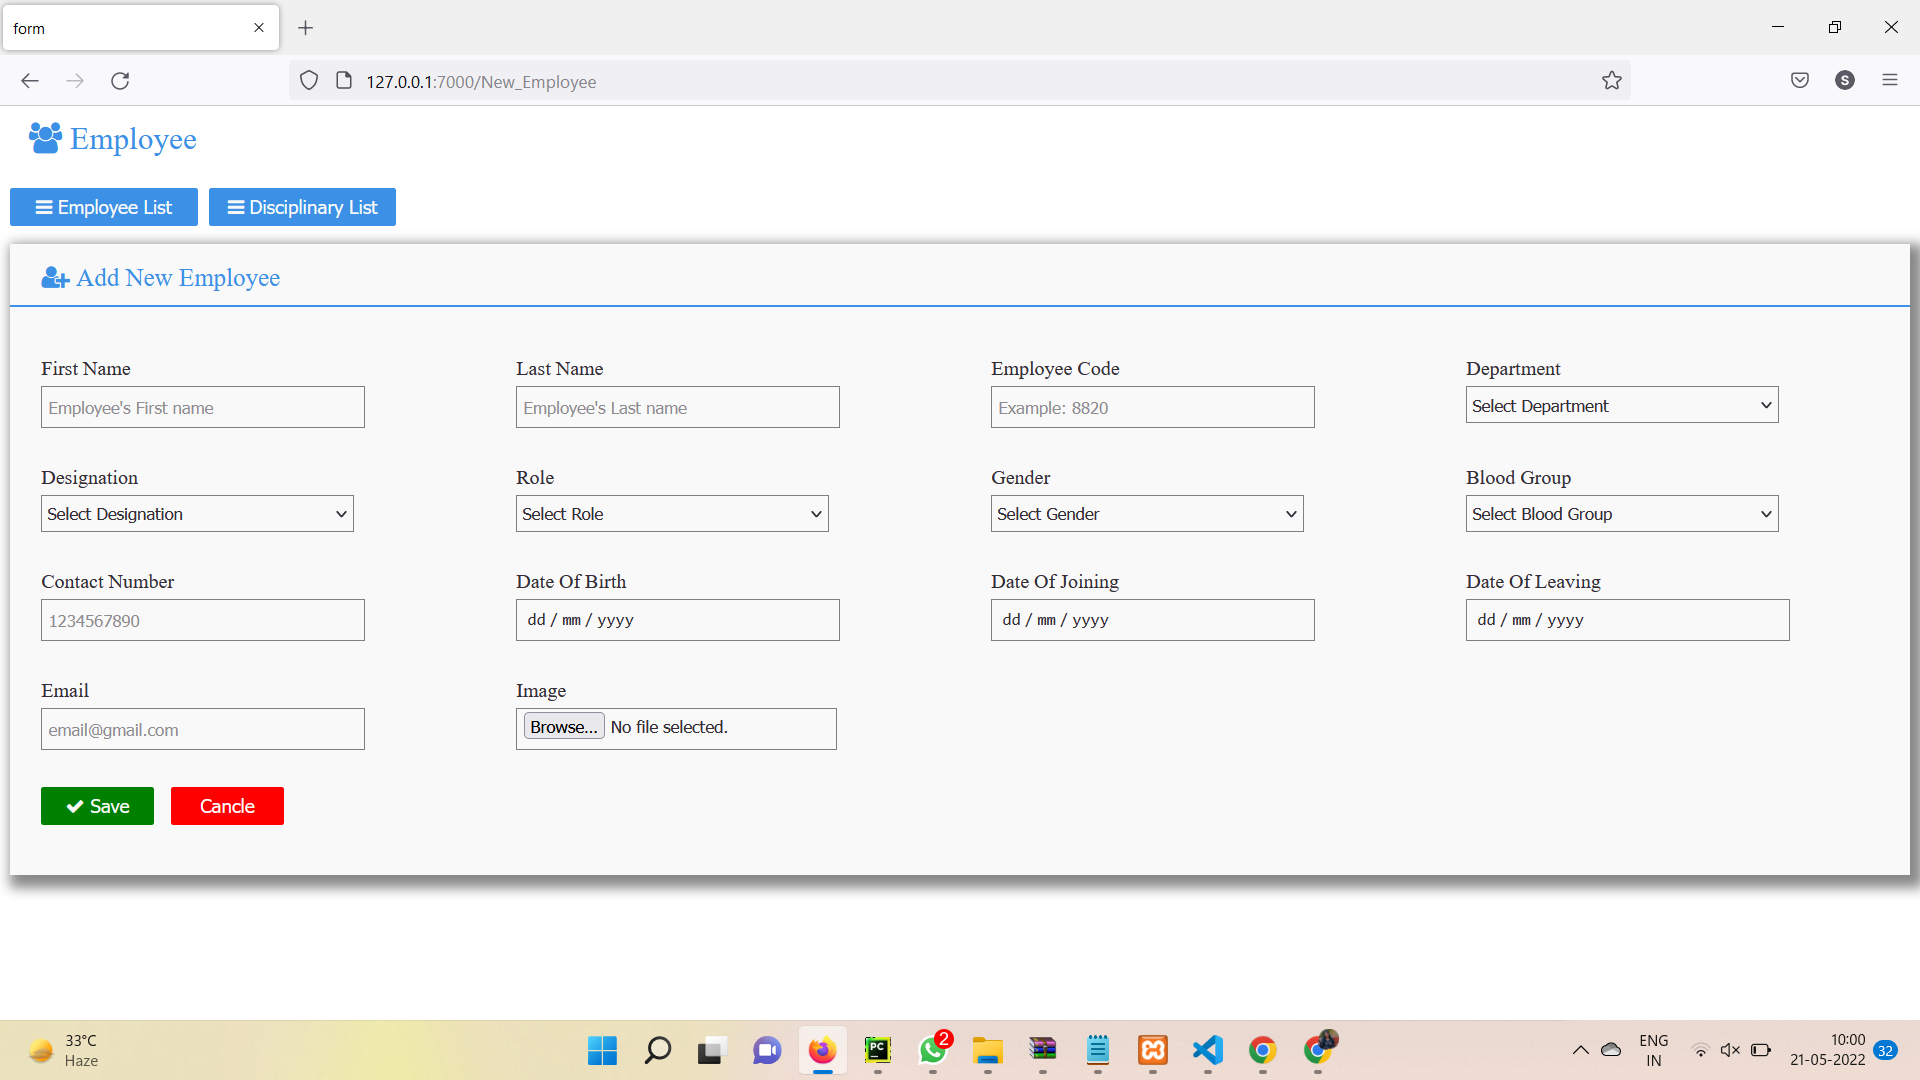 form
127.0.0.1:7000/New_Employee
S
Employee
Employee List Disciplinary List
Add New Employee
First Name Last Name Employee Code Department
Employee's First name Employee's Last name Example: 8820 Select Department
Designation Role Gender Blood Group
Select Designation Select Role Select Gender Select Blood Group
Contact Number Date Of Birth Date Of Joining Date Of Leaving
1234567890 dd / mm / yyyy dd / mm / yyyy dd / mm / yyyy
Email Image
email@gmail.com Browse... No file selected.
Save Cancle
33°C
Haze
PC
2
ENG
IN
10:00
21-05-2022
32